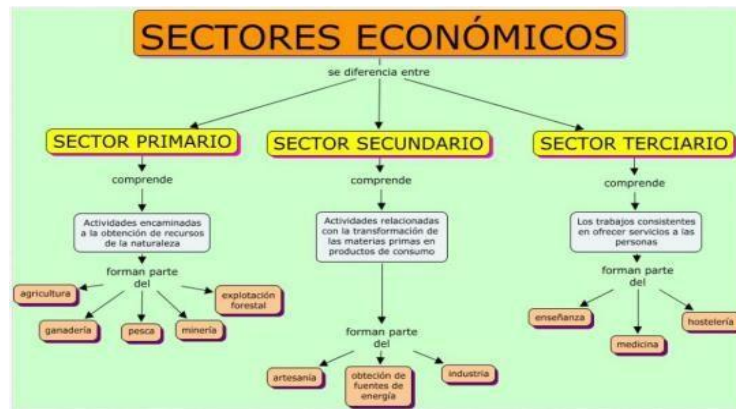 SECTORES ECONÓMICOS
se diferencia entre
SECTOR PRIMARIO
comprende
Actividades encaminadas
a la obtención de recursos
de la naturaleza
forman parte
del
agricultura
ganadería
pesca
minería
explotación
forestal
SECTOR SECUNDARIO
comprende
Actividades relacionadas
con la transformación de
las materias primas en
productos de consumo
forman parte
del
artesanía
obteción de
fuentes de
energía
industria
SECTOR TERCIARIO
comprende
Los trabajos consistentes
en ofrecer servicios a las
personas
forman parte
del
enseñanza
medicina
hostelería